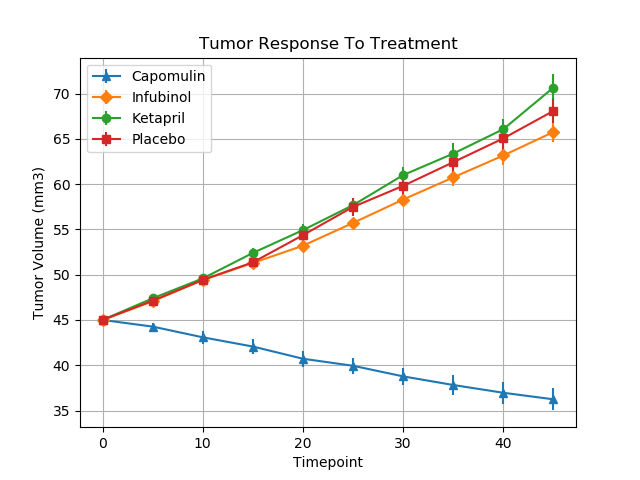 Tumor Response To Treatment
Capomulin
Infubinol
Ketapril
Placebo
Tumor Volume (mm3)
70
65
60
55
50
45
40
35
0 10 20 30 40
Timepoint